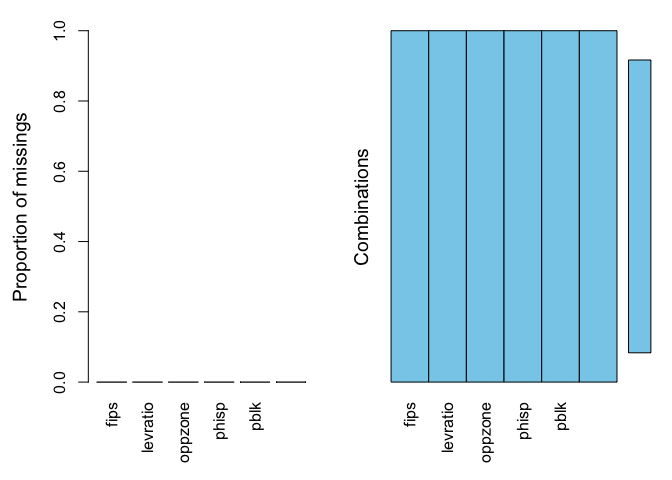 Proportion of missings
1.0
0.8
0.6
0.4
0.2
0.0
fips
levratio
oppzone
phisp
pblk
Combinations
fips
levratio
oppzone
phisp
pblk